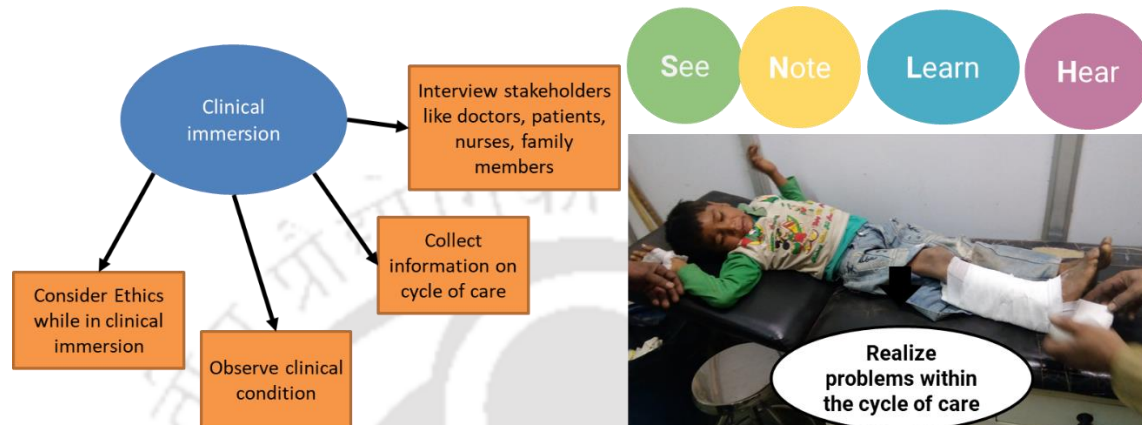 Clinical
immersion
Interview stakeholders
like doctors, patients,
nurses, family
members
Collect
information on
cycle of care
Observe clinical
condition
Consider Ethics
while in clinical
immersion
See
Note
Learn
Hear
Realize
problems within
the cycle of care